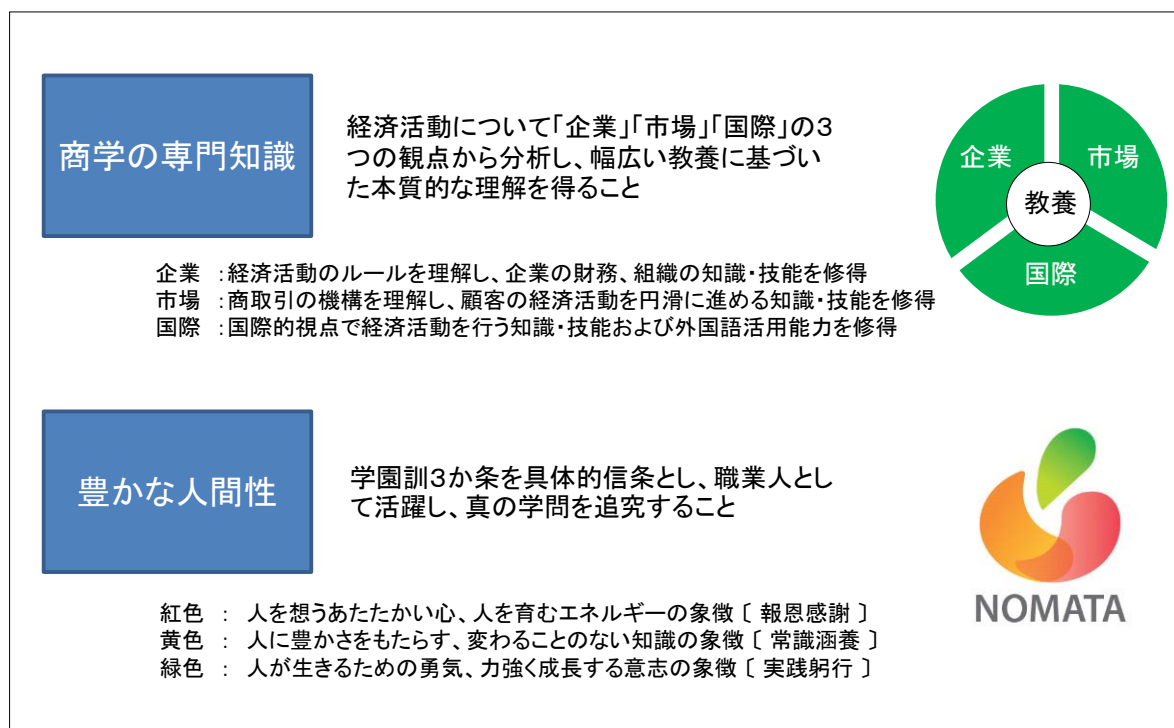 商学の専門知識
経済活動について「企業」「市場」「国際」の3
つの観点から分析し、幅広い教養に基づい
た本質的な理解を得ること
企業
市場
教養
国際
企業 :経済活動のルールを理解し、企業の財務、組織の知識・技能を修得
市場 :商取引の機構を理解し、顧客の経済活動を円滑に進める知識・技能を修得
国際 :国際的視点で経済活動を行う知識・技能および外国語活用能力を修得
豊かな人間性
学園訓3か条を具体的信条とし、職業人とし
て活躍し、真の学問を追究すること
NOMATA
紅色 : 人を想うあたたかい心、人を育むエネルギーの象徴〔 報恩感謝 〕
黄色 : 人に豊かさをもたらす、変わることのない知識の象徴〔 常識涵養 〕
緑色 : 人が生きるための勇気、力強く成長する意志の象徴〔 実践躬行 〕